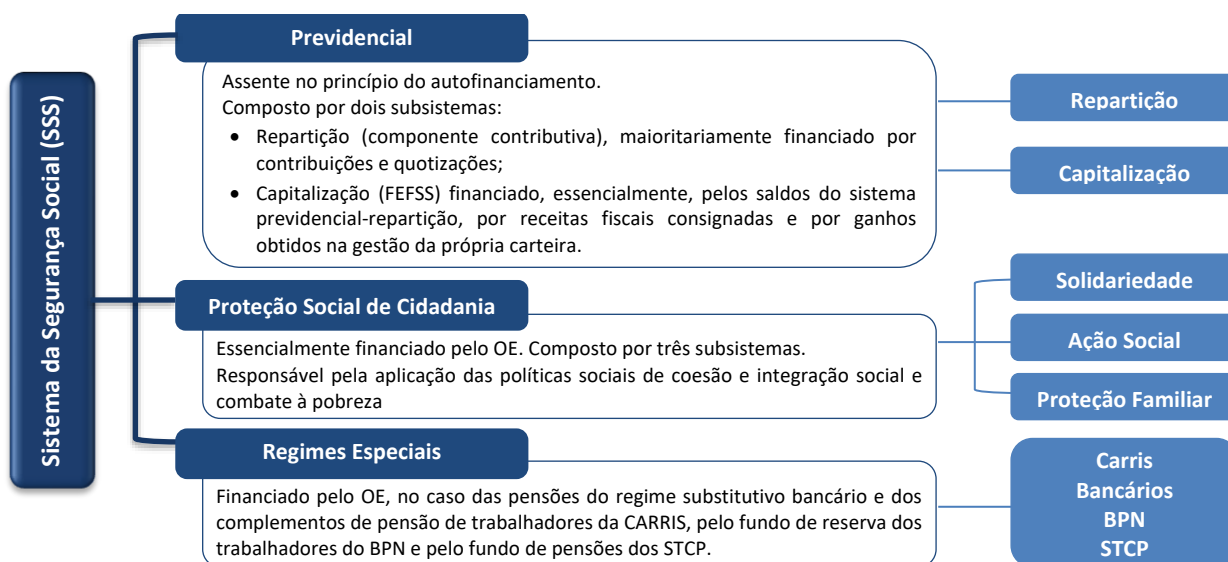 Sistema da Segurança Social (SSS)
Previdencial
Assente no princípio do autofinanciamento.
Composto por dois subsistemas:
• Repartição (componente contributiva), maioritariamente financiado por
contribuições e quotizações;
• Capitalização (FEFSS) financiado, essencialmente, pelos saldos do sistema
previdencial-repartição, por receitas fiscais consignadas e por ganhos
obtidos na gestão da própria carteira.
Repartição
Capitalização
Proteção Social de Cidadania
Essencialmente financiado pelo OE. Composto por três subsistemas.
Responsável pela aplicação das políticas sociais de coesão e integração social e
combate à pobreza
Solidariedade
Ação Social
Proteção Familiar
Regimes Especiais
Financiado pelo OE, no caso das pensões do regime substitutivo bancário e dos
complementos de pensão de trabalhadores da CARRIS, pelo fundo de reserva dos
trabalhadores do BPN e pelo fundo de pensões dos STCP.
Carris
Bancários
BPN
STCP